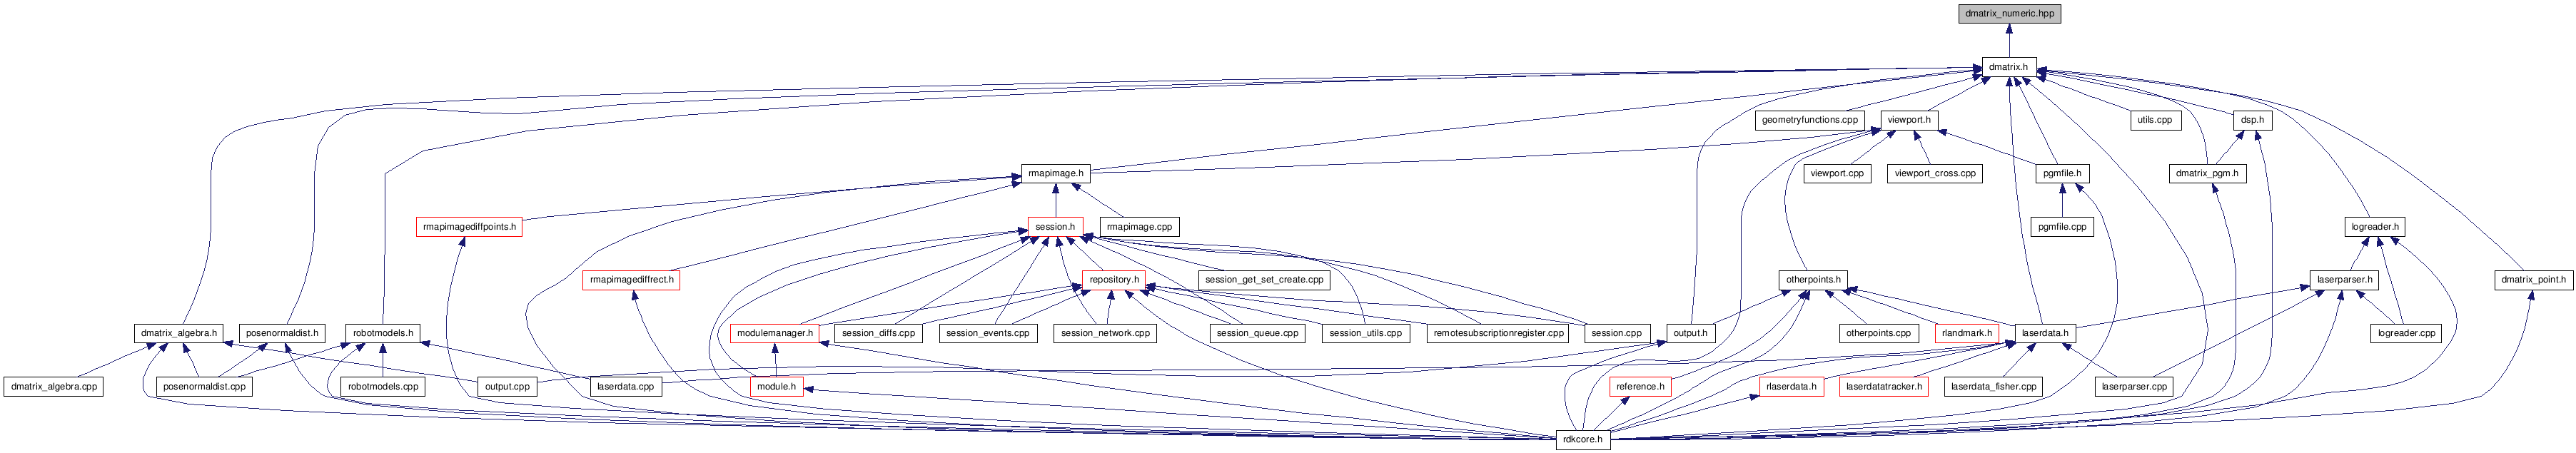 dmatrix_numeric.hpp
dmatrix.h
geometryfunctions.cpp
viewport.h
utils.cpp
dsp.h
rmapimage.h
viewport.cpp
viewport_cross.cpp
pgmfile.h
dmatrix_pgm.h
rmapimagediffpoints.h
session.h
rmapimage.cpp
pgmfile.cpp
logreader.h
rmapimagediffrect.h
repository.h
session_get_set_create.cpp
otherpoints.h
laserparser.h
dmatrix_point.h
dmatrix_algebra.h
posenormaldist.h
robotmodels.h
modulemanager.h
session_diffs.cpp
session_events.cpp
session_network.cpp
session_queue.cpp
session_utils.cpp
remotesubscriptionregister.cpp
session.cpp
output.h
otherpoints.cpp
rlandmark.h
laserdata.h
logreader.cpp
dmatrix_algebra.cpp
posenormaldist.cpp
robotmodels.cpp
output.cpp
laserdata.cpp
module.h
reference.h
rlaserdata.h
laserdatatracker.h
laserdata_fisher.cpp
laserparser.cpp
rdkcore.h